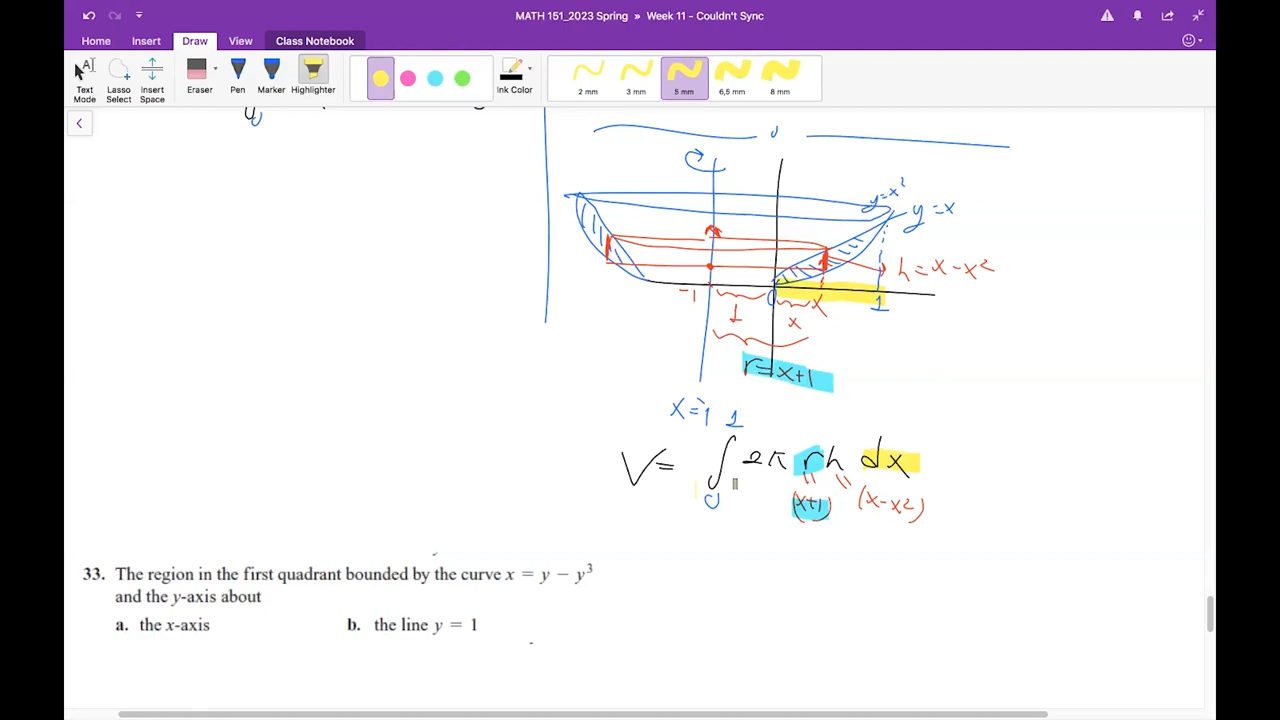 MATH 151_2023 Spring » Week 11 - Couldn't Sync
Home Insert Draw View Class Notebook
Text Mode Lasso Select Insert Space Eraser Pen Marker Highlighter Ink Color 2 mm 3 mm 5 mm 6,5 mm 8 mm
y=x²
y=x
h=x-x²
-1 0 x 1
1 x
r=x+1
x=-1
V= ∫₀¹ 2π r h dx
(x+1) (x-x²)
33. The region in the first quadrant bounded by the curve x = y − y³
and the y-axis about
a. the x-axis b. the line y = 1